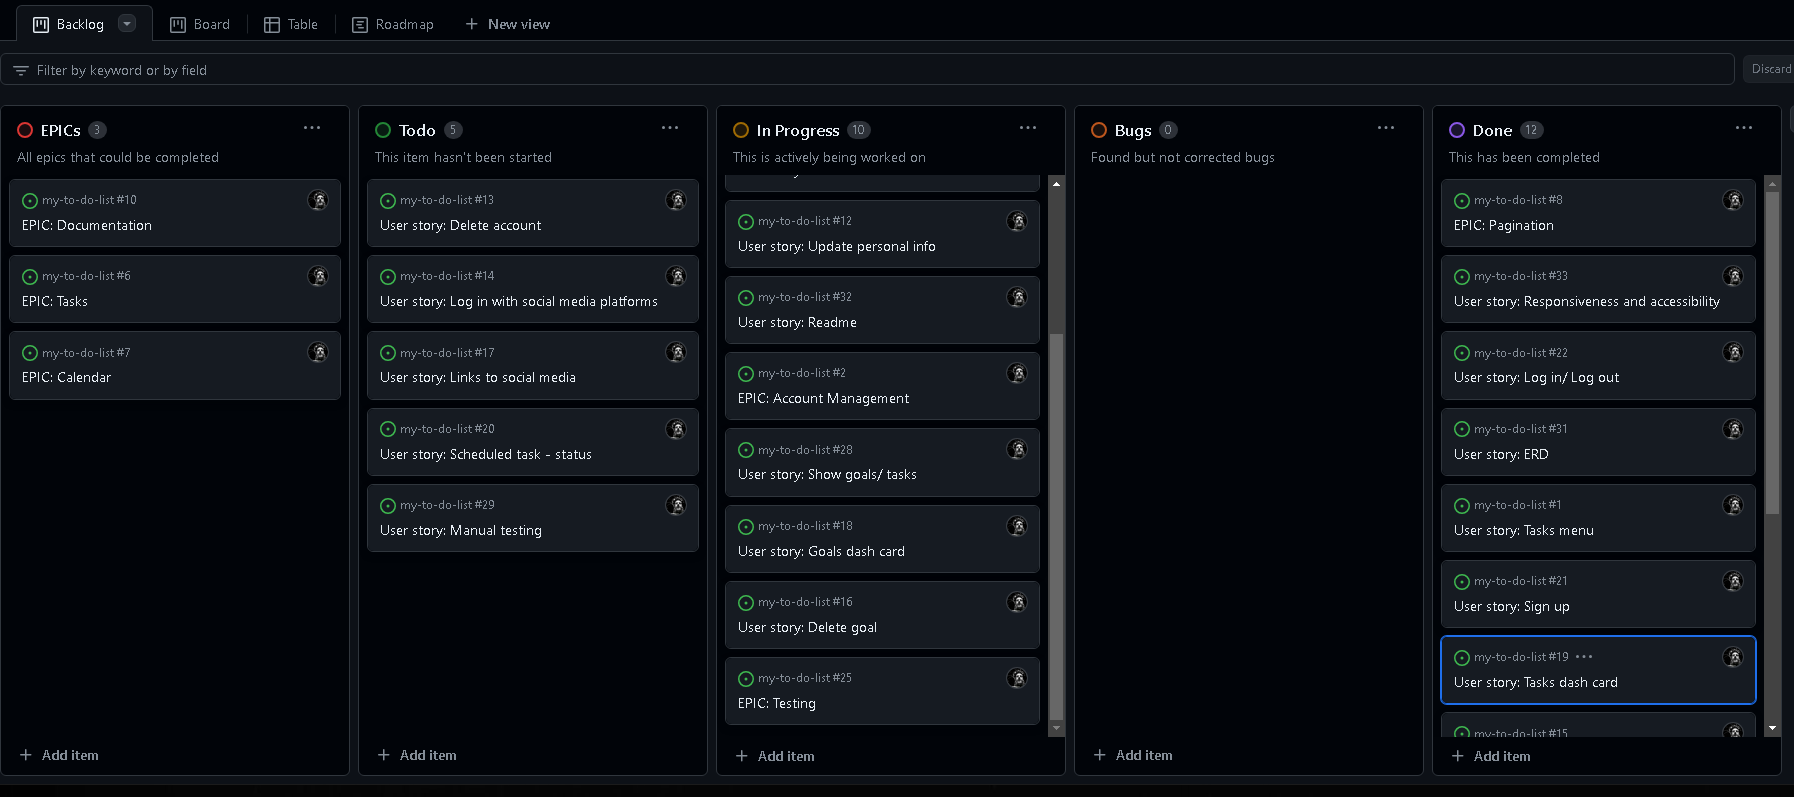 Backlog
Board
Table
Roadmap
New view
Filter by keyword or by field
Discard
EPICs 3
All epics that could be completed
my-to-do-list #10
EPIC: Documentation
my-to-do-list #6
EPIC: Tasks
my-to-do-list #7
EPIC: Calendar
Add item
Todo 5
This item hasn't been started
my-to-do-list #13
User story: Delete account
my-to-do-list #14
User story: Log in with social media platforms
my-to-do-list #17
User story: Links to social media
my-to-do-list #20
User story: Scheduled task - status
my-to-do-list #29
User story: Manual testing
Add item
In Progress 10
This is actively being worked on
my-to-do-list #12
User story: Update personal info
my-to-do-list #32
User story: Readme
my-to-do-list #2
EPIC: Account Management
my-to-do-list #28
User story: Show goals/ tasks
my-to-do-list #18
User story: Goals dash card
my-to-do-list #16
User story: Delete goal
my-to-do-list #25
EPIC: Testing
Add item
Bugs 0
Found but not corrected bugs
Add item
Done 12
This has been completed
my-to-do-list #8
EPIC: Pagination
my-to-do-list #33
User story: Responsiveness and accessibility
my-to-do-list #22
User story: Log in/ Log out
my-to-do-list #31
User story: ERD
my-to-do-list #1
User story: Tasks menu
my-to-do-list #21
User story: Sign up
my-to-do-list #19
User story: Tasks dash card
my-to-do-list #15
Add item